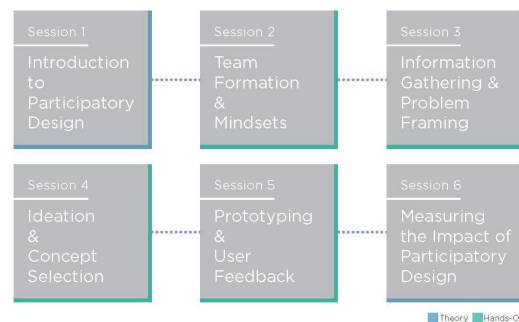 Session 1
Introduction
to
Participatory
Design
Session 2
Team
Formation
&
Mindsets
Session 3
Information
Gathering &
Problem
Framing
Session 4
Ideation
&
Concept
Selection
Session 5
Prototyping
&
User
Feedback
Session 6
Measuring
the Impact of
Participatory
Design
Theory Hands-O